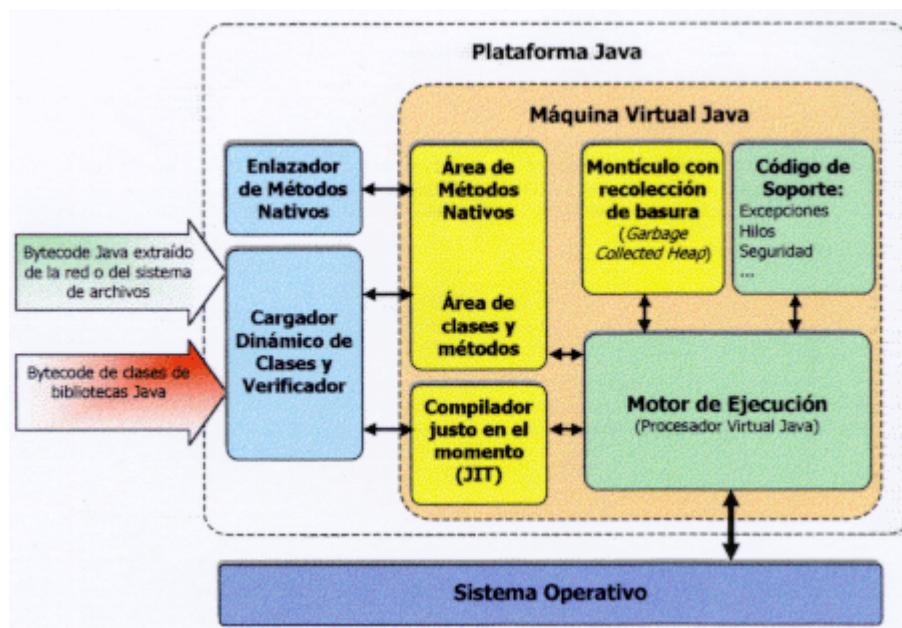 Plataforma Java
Máquina Virtual Java
Enlazador
de Métodos
Nativos
Área de
Métodos
Nativos
Área de
clases y
métodos
Montículo con
recolección
de basura
(Garbage
Collected Heap)
Código de
Soporte:
Excepciones
Hilos
Seguridad
...
Bytecode Java extraído
de la red o del sistema
de archivos
Cargador
Dinámico de
Clases y
Verificador
Bytecode de clases de
bibliotecas Java
Compilador
justo en el
momento
(JIT)
Motor de Ejecución
(Procesador Virtual Java)
Sistema Operativo